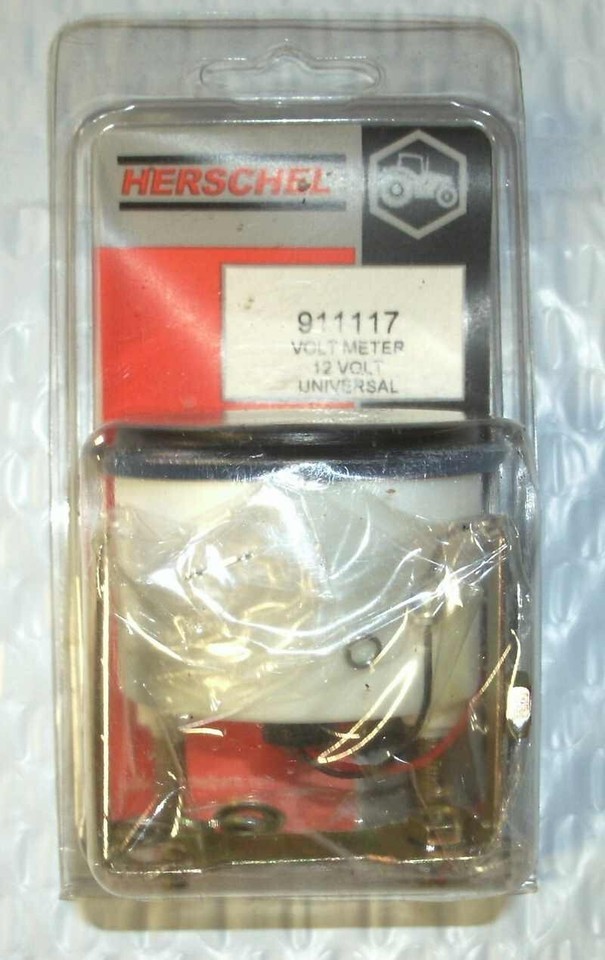 HERSCHEL
911117
VOLT METER
12 VOLT
UNIVERSAL